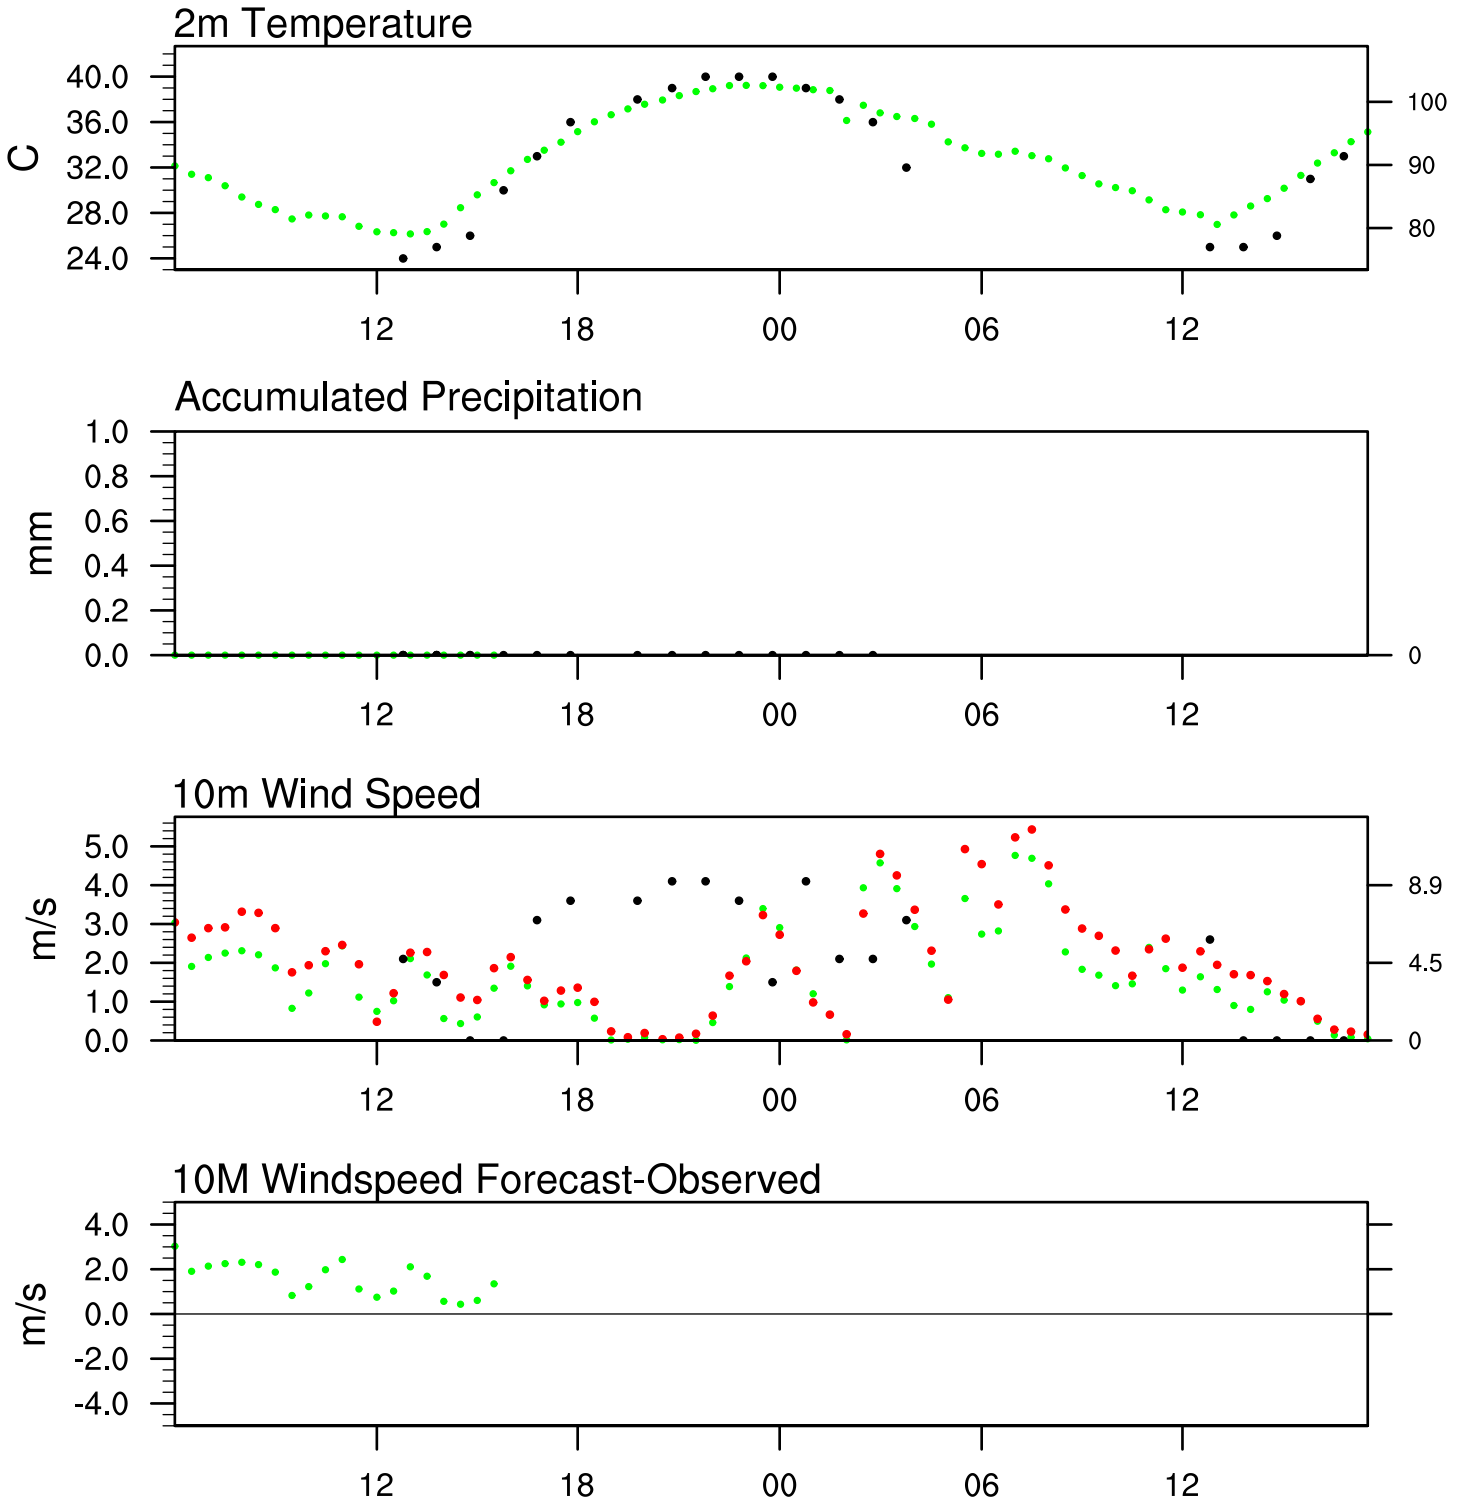 2m Temperature
C
40.0
36.0
32.0
28.0
24.0
100
90
80
12 18 00 06 12
Accumulated Precipitation
mm
1.0
0.8
0.6
0.4
0.2
0.0
0
12 18 00 06 12
10m Wind Speed
m/s
5.0
4.0
3.0
2.0
1.0
0.0
8.9
4.5
0
12 18 00 06 12
10M Windspeed Forecast-Observed
m/s
4.0
2.0
0.0
-2.0
-4.0
12 18 00 06 12